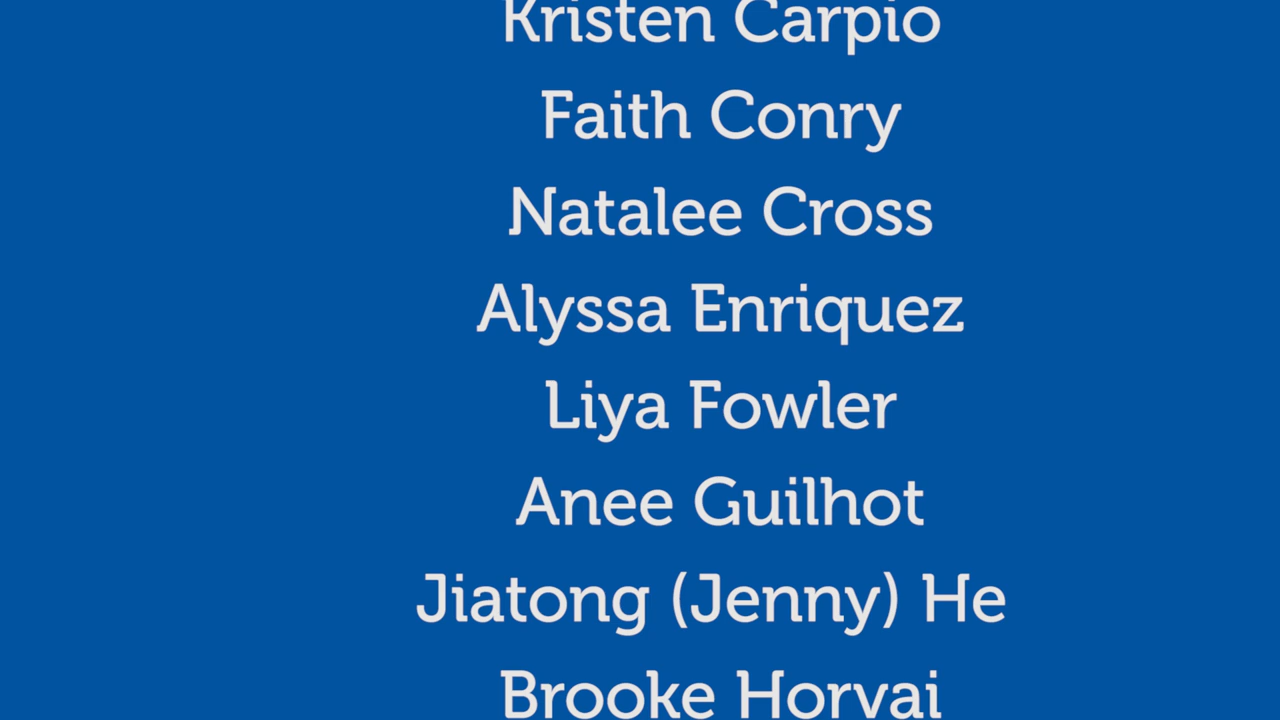 Kristen Carpio
Faith Conry
Natalee Cross
Alyssa Enriquez
Liya Fowler
Anee Guilhot
Jiatong (Jenny) He
Brooke Horvai